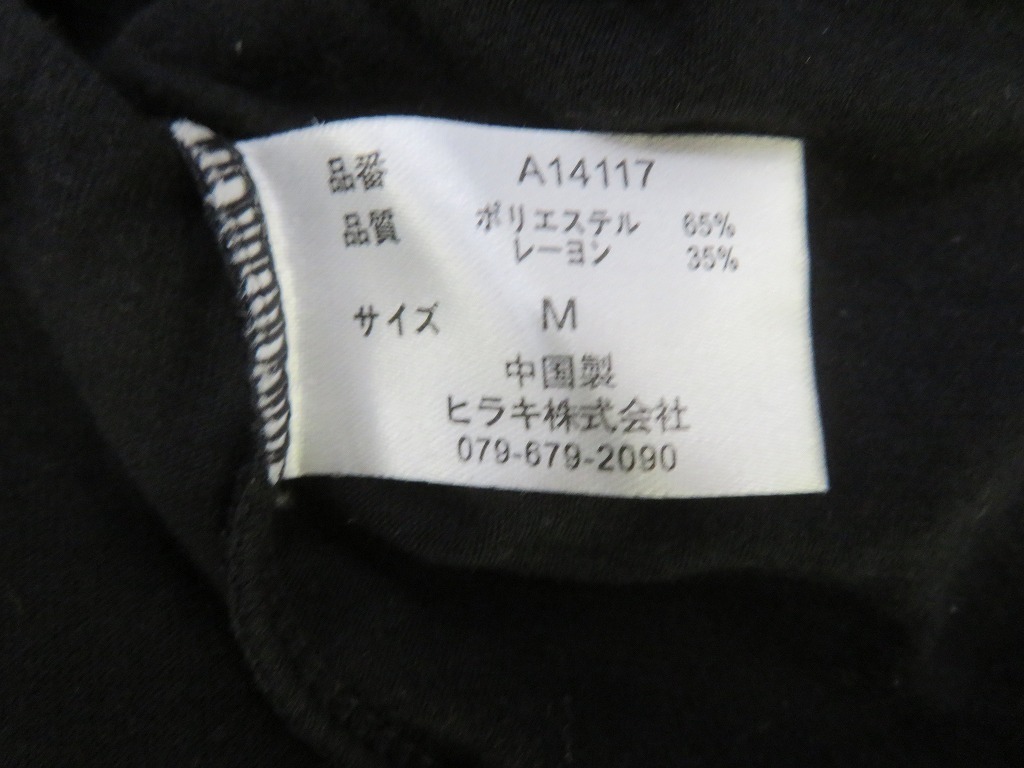 品番 A14117
品質 ポリエステル 65%
レーヨン 35%
サイズ M
中国製
ヒラキ株式会社
079-679-2090